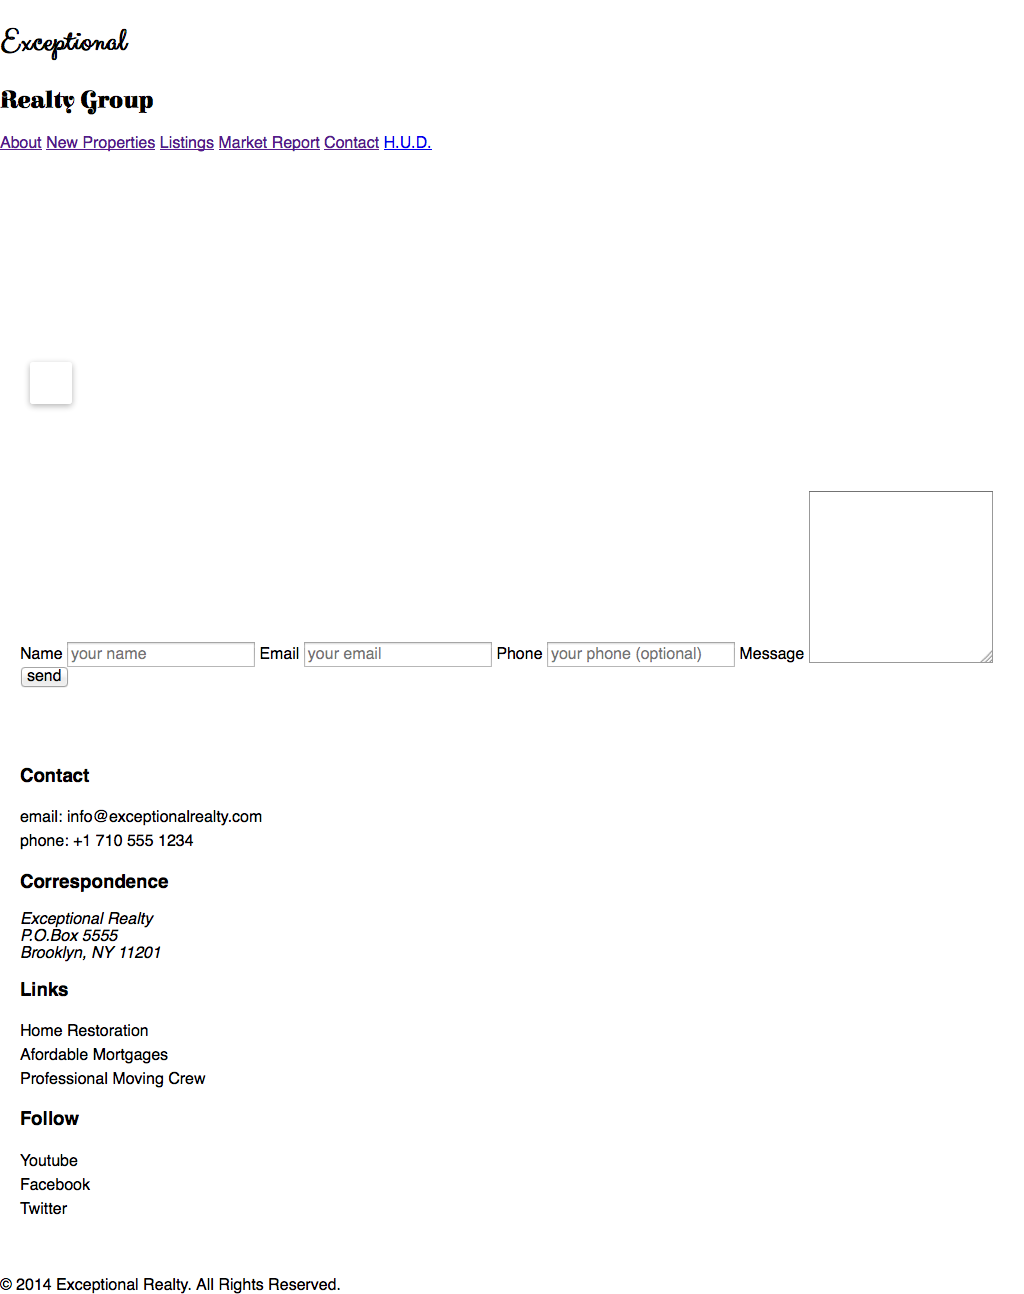 Exceptional
Realty Group
About New Properties Listings Market Report Contact H.U.D.
Name your name Email your email Phone your phone (optional) Message
send
Contact
email: info@exceptionalrealty.com
phone: +1 710 555 1234
Correspondence
Exceptional Realty
P.O.Box 5555
Brooklyn, NY 11201
Links
Home Restoration
Afordable Mortgages
Professional Moving Crew
Follow
Youtube
Facebook
Twitter
© 2014 Exceptional Realty. All Rights Reserved.